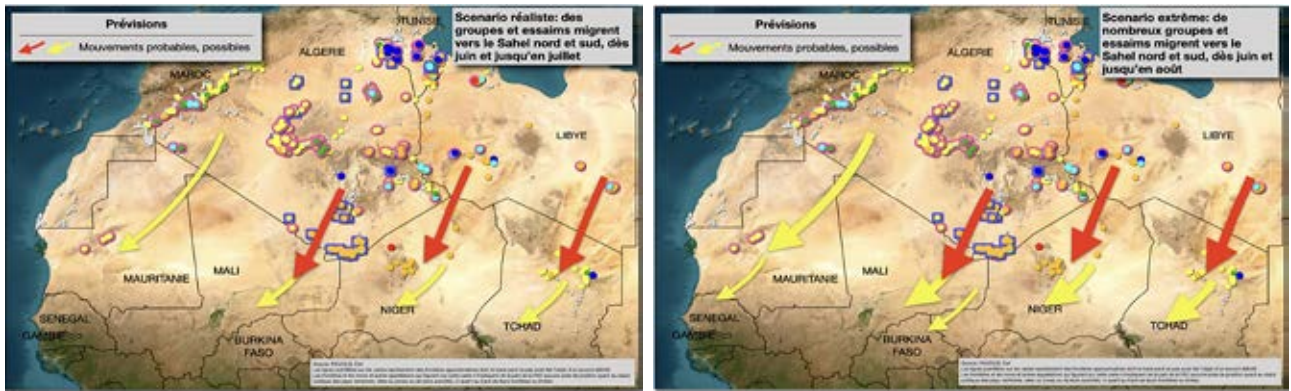 Prévisions
Mouvements probables, possibles
Scenario réaliste: des
groupes et essaims migrent
vers le Sahel nord et sud, dès
juin et jusqu'en juillet
TUNISIE
ALGERIE
MAROC
LIBYE
MAURITANIE
MALI
NIGER
TCHAD
SENEGAL
GAMBIE
BURKINA
FASO
Prévisions
Mouvements probables, possibles
Scenario extrême: de
nombreux groupes et
essaims migrent vers le
Sahel nord et sud, dès juin et
jusqu'en août
TUNISIE
ALGERIE
MAROC
LIBYE
MAURITANIE
MALI
NIGER
TCHAD
SENEGAL
GAMBIE
BURKINA
FASO